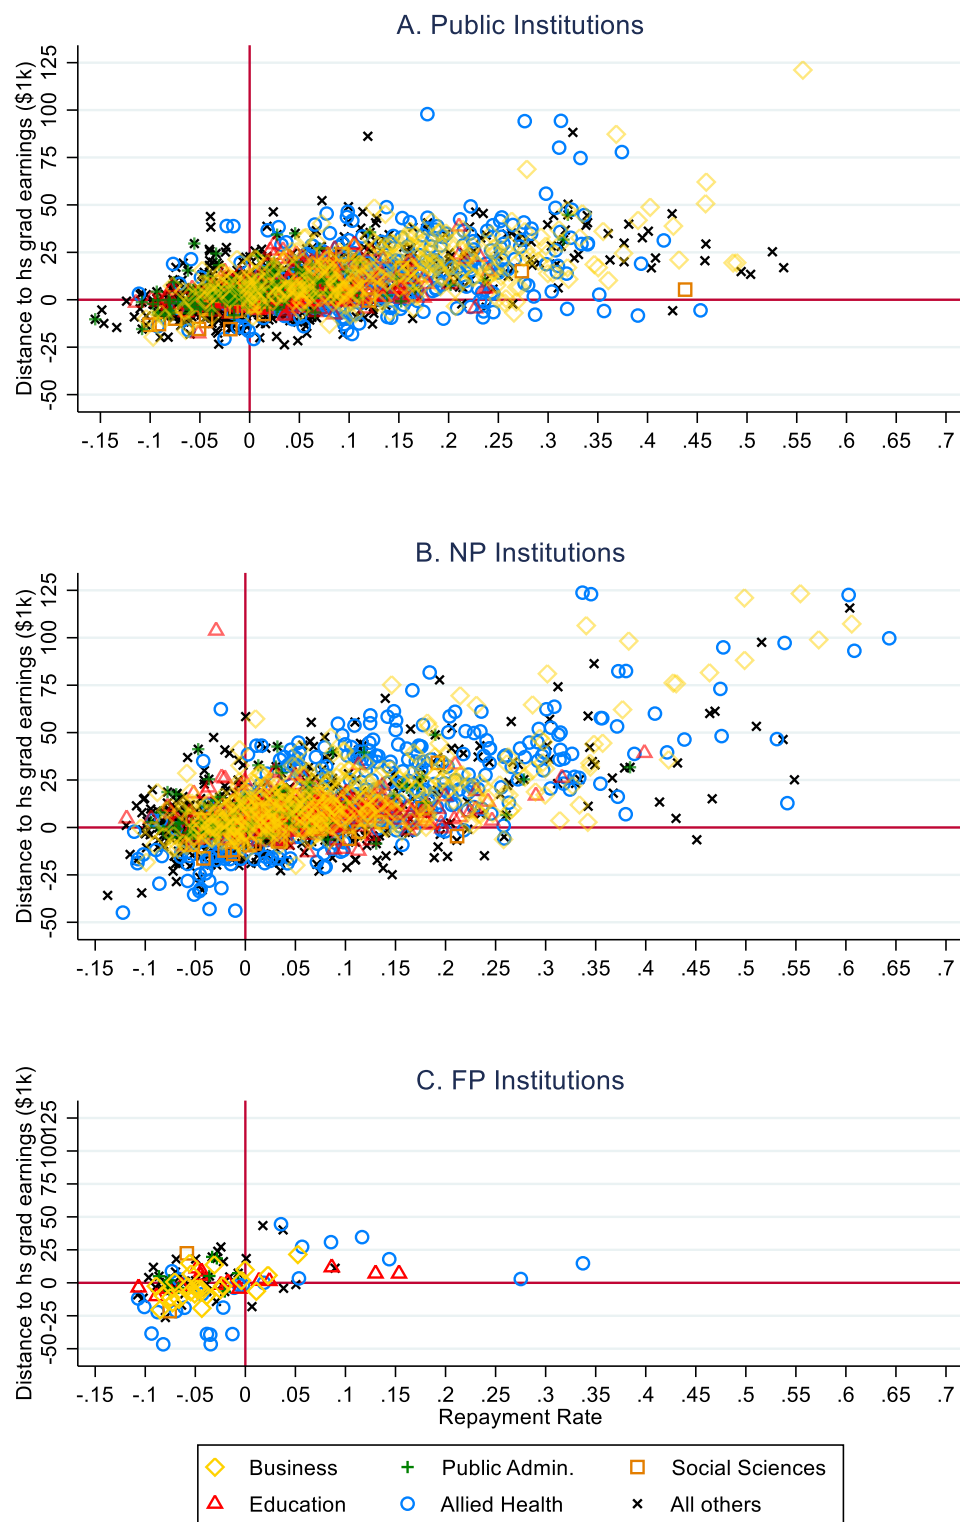 A. Public Institutions
Distance to hs grad earnings ($1k)
125
100
75
50
25
0
-25
-50
-.15 -.1 -.05 0 .05 .1 .15 .2 .25 .3 .35 .4 .45 .5 .55 .6 .65 .7
B. NP Institutions
Distance to hs grad earnings ($1k)
125
100
75
50
25
0
-25
-50
-.15 -.1 -.05 0 .05 .1 .15 .2 .25 .3 .35 .4 .45 .5 .55 .6 .65 .7
C. FP Institutions
Distance to hs grad earnings ($1k)
125
100
75
50
25
0
-25
-50
-.15 -.1 -.05 0 .05 .1 .15 .2 .25 .3 .35 .4 .45 .5 .55 .6 .65 .7
Repayment Rate
Business Public Admin. Social Sciences
Education Allied Health All others